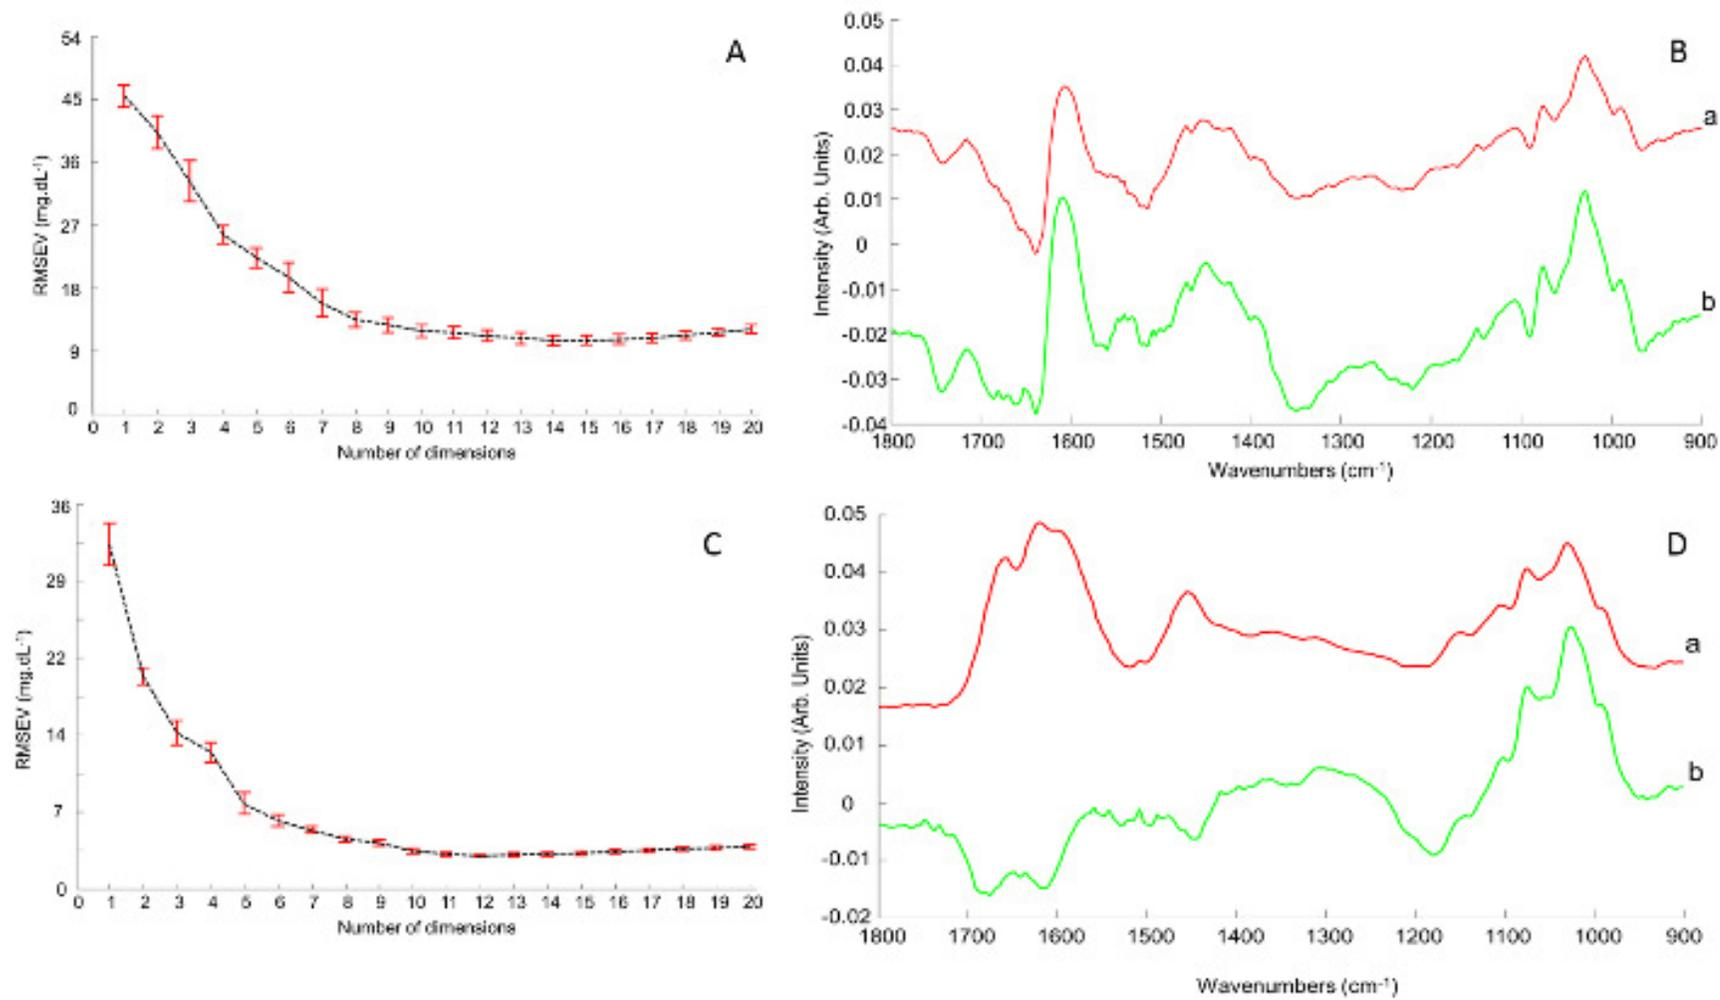 A
54
45
36
27
18
9
0
RMSEV (mg.dL-1)
0 1 2 3 4 5 6 7 8 9 10 11 12 13 14 15 16 17 18 19 20
Number of dimensions
B
0.05
0.04
0.03
0.02
0.01
0
-0.01
-0.02
-0.03
-0.04
Intensity (Arb. Units)
a
b
1800 1700 1600 1500 1400 1300 1200 1100 1000 900
Wavenumbers (cm-1)
C
36
29
22
14
7
0
RMSEV (mg.dL-1)
0 1 2 3 4 5 6 7 8 9 10 11 12 13 14 15 16 17 18 19 20
Number of dimensions
D
0.05
0.04
0.03
0.02
0.01
0
-0.01
-0.02
Intensity (Arb. Units)
a
b
1800 1700 1600 1500 1400 1300 1200 1100 1000 900
Wavenumbers (cm-1)